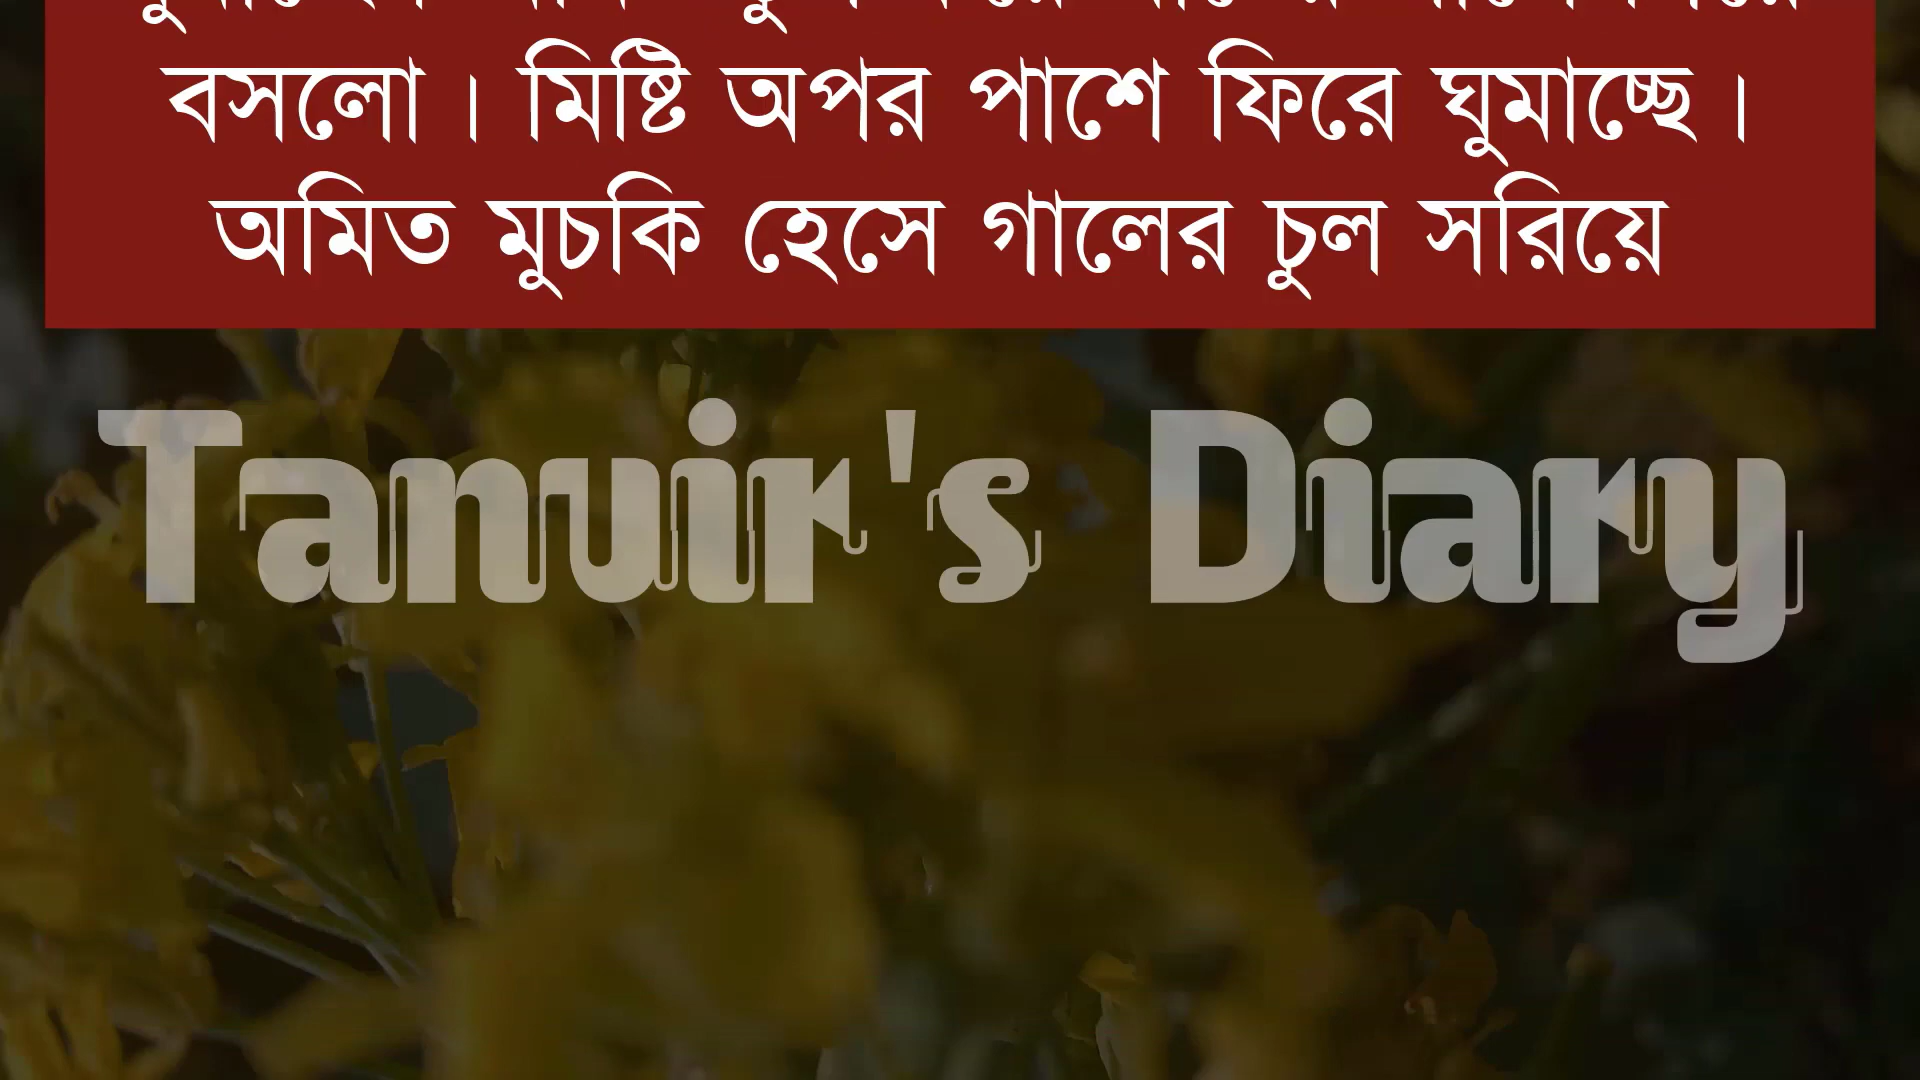 বসলো। মিষ্টি অপর পাশে ফিরে ঘুমাচ্ছে।
অমিত মুচকি হেসে গালের চুল সরিয়ে
Tanvir's Diary